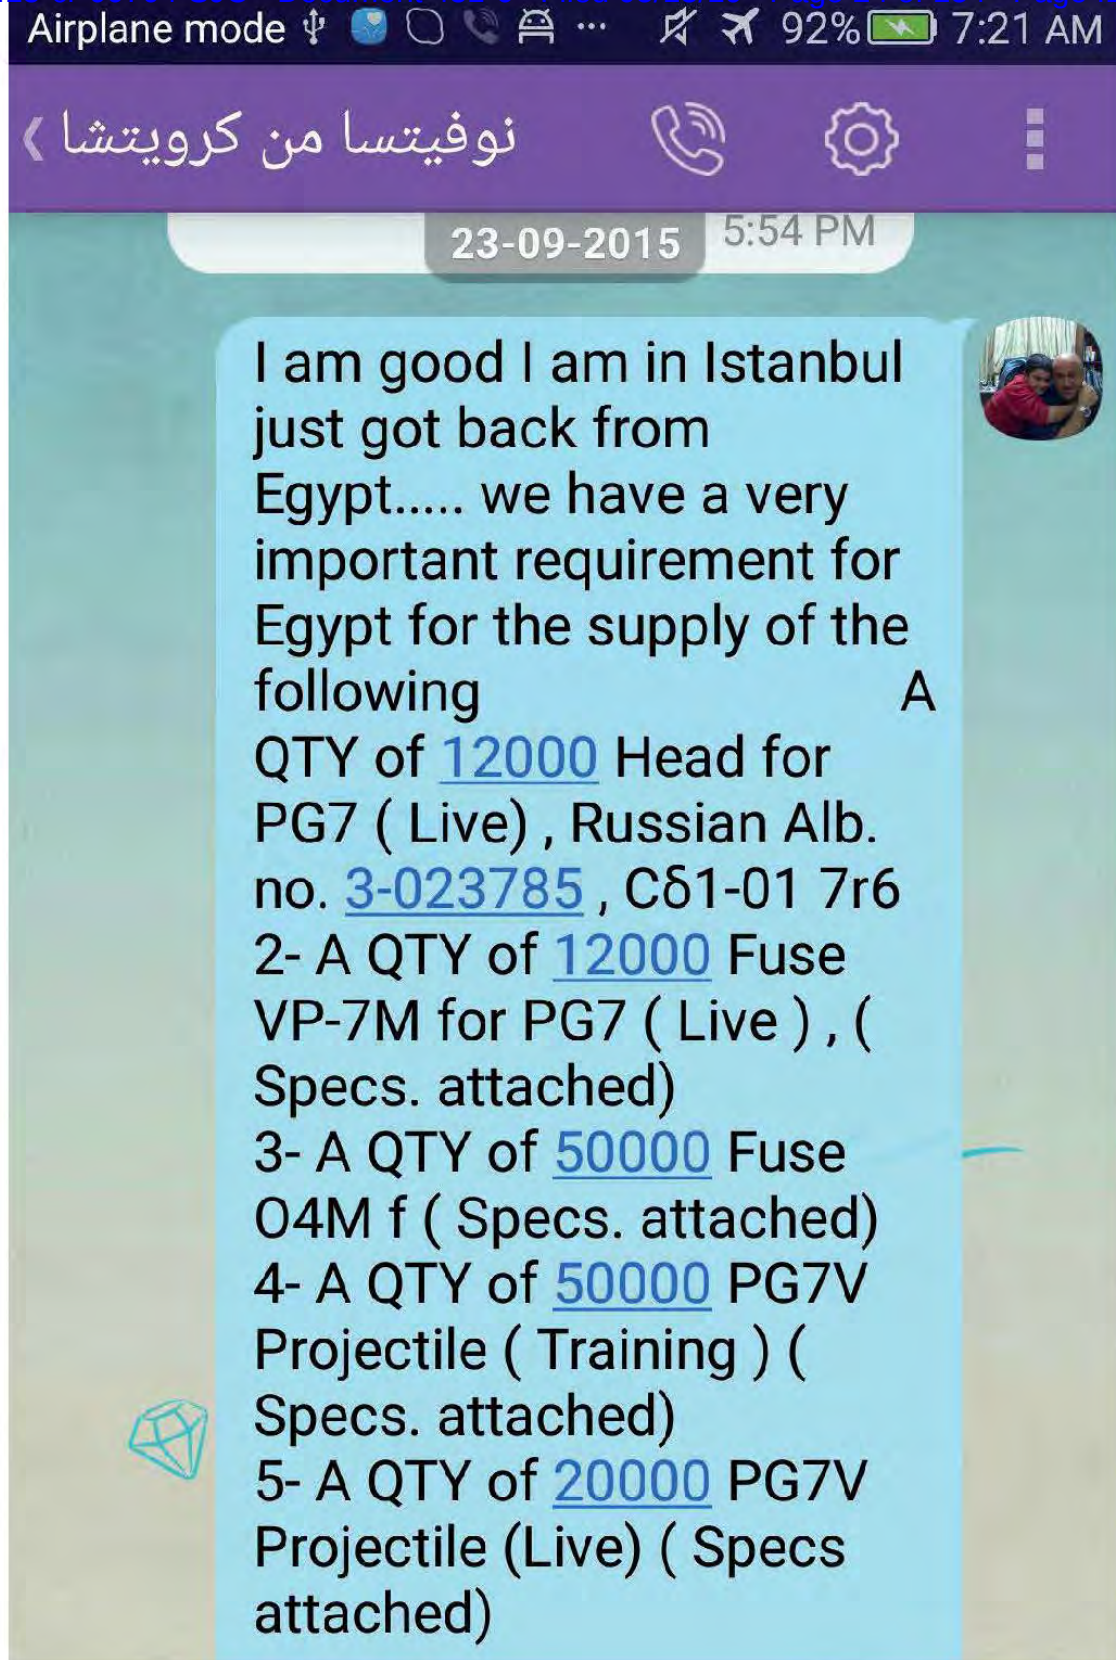 Airplane mode ... 92% 7:21 AM
نوفيتسا من كرويتشا
5:54 PM
23-09-2015
I am good I am in Istanbul
just got back from
Egypt..... we have a very
important requirement for
Egypt for the supply of the
following A
QTY of 12000 Head for
PG7 ( Live) , Russian Alb.
no. 3-023785 , Cδ1-01 7r6
2- A QTY of 12000 Fuse
VP-7M for PG7 ( Live ) , (
Specs. attached)
3- A QTY of 50000 Fuse
O4M f ( Specs. attached)
4- A QTY of 50000 PG7V
Projectile ( Training ) (
Specs. attached)
5- A QTY of 20000 PG7V
Projectile (Live) ( Specs
attached)